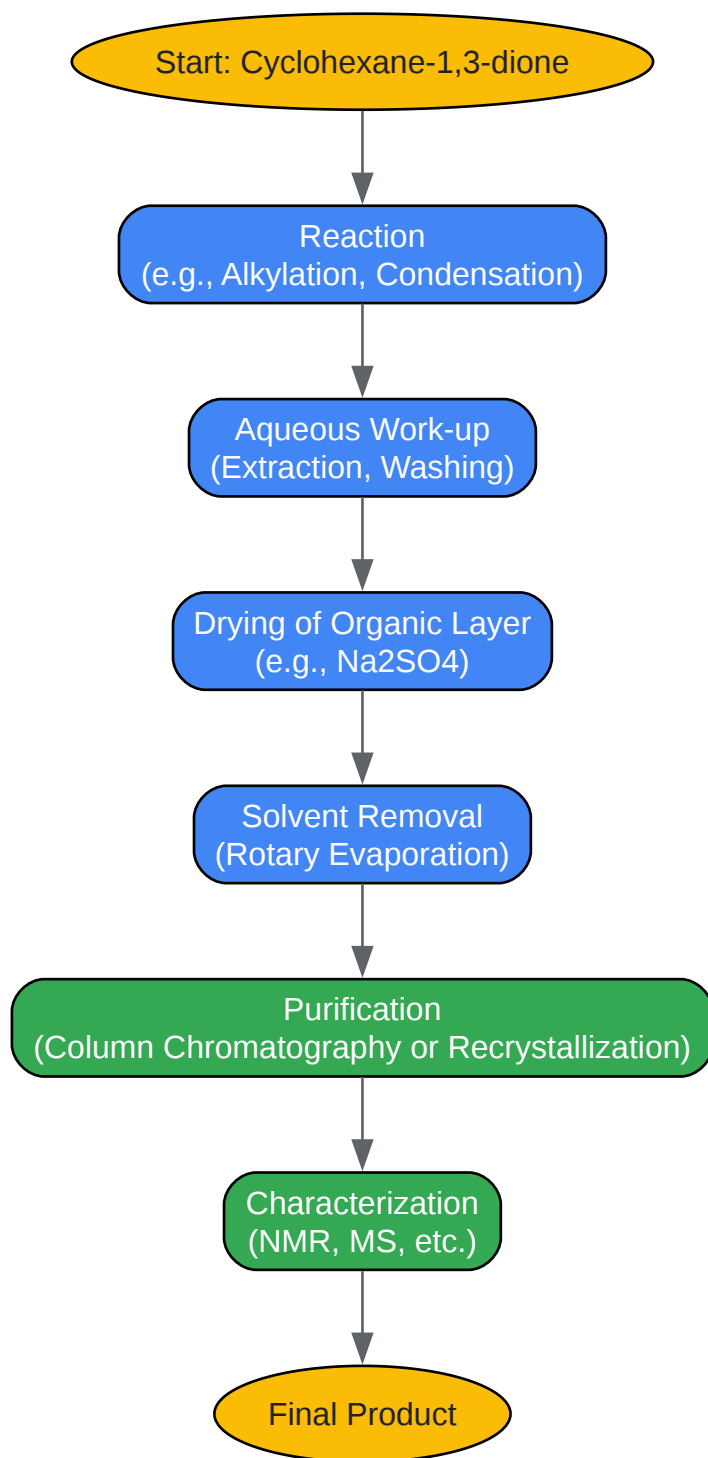 Start: Cyclohexane-1,3-dione
Reaction
(e.g., Alkylation, Condensation)
Aqueous Work-up
(Extraction, Washing)
Drying of Organic Layer
(e.g., Na2SO4)
Solvent Removal
(Rotary Evaporation)
Purification
(Column Chromatography or Recrystallization)
Characterization
(NMR, MS, etc.)
Final Product